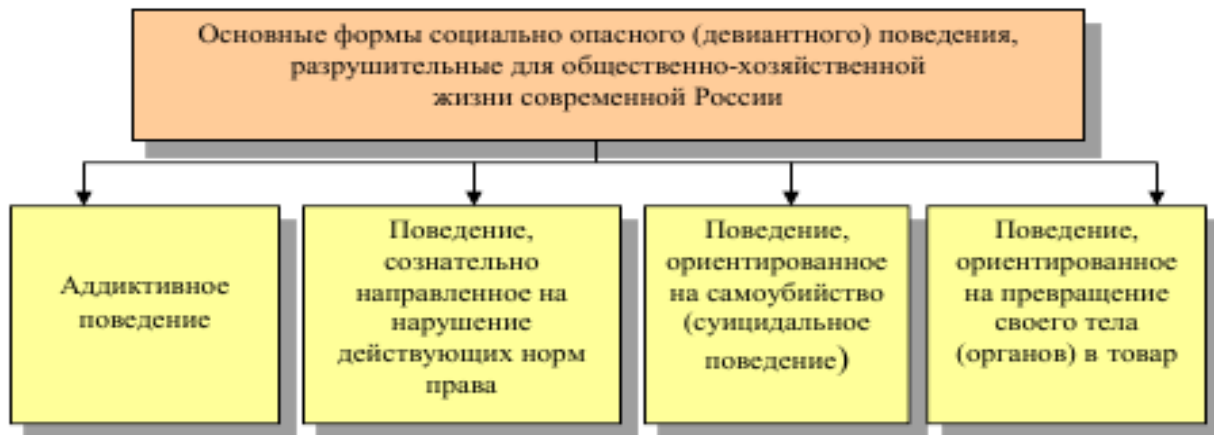 Основные формы социально опасного (девиантного) поведения,
разрушительные для общественно-хозяйственной
жизни современной России
Аддиктивное
поведение
Поведение,
сознательно
направленное на
нарушение
действующих норм
права
Поведение,
ориентированное
на самоубийство
(суицидальное
поведение)
Поведение,
ориентированное
на превращение
своего тела
(органов) в товар